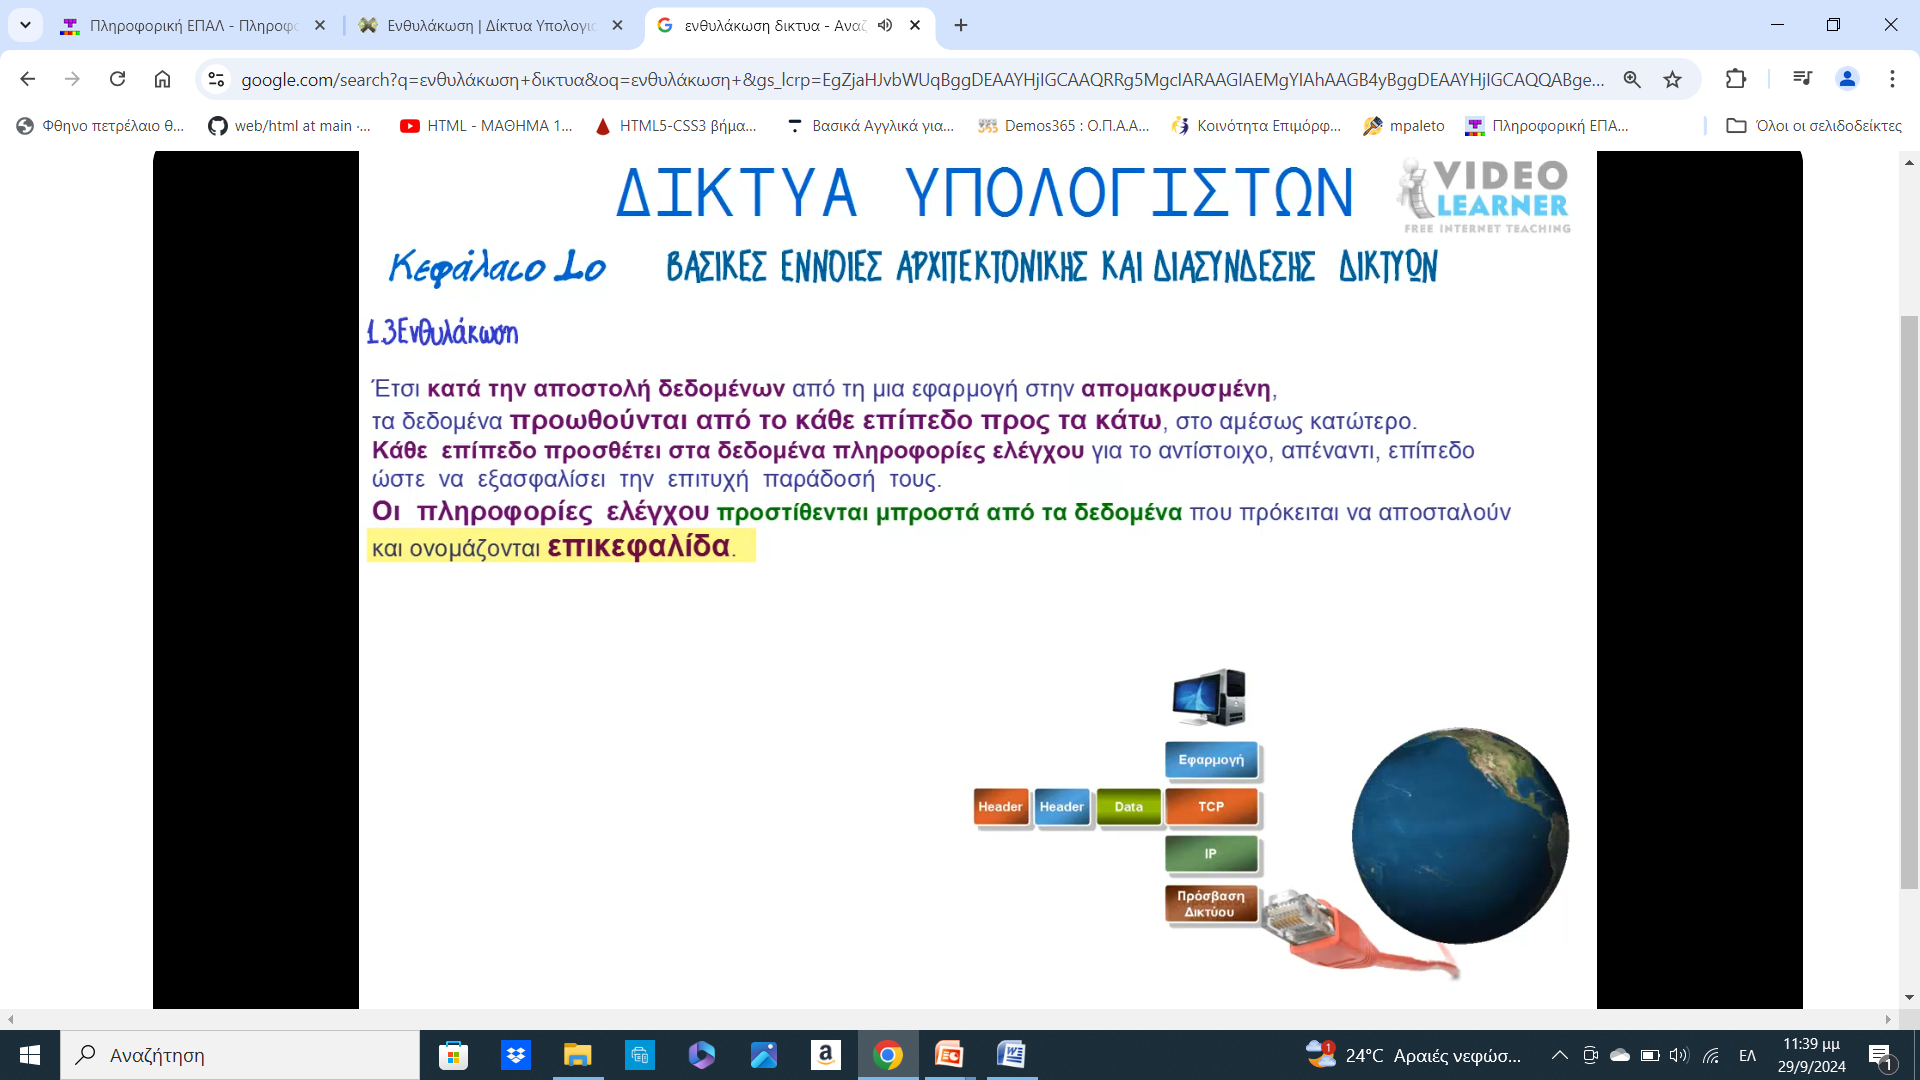 Πληροφορική ΕΠΑΛ - Πληροφο
Ενθυλάκωση | Δίκτυα Υπολογισ
ενθυλάκωση δικτυα - Αναζ
google.com/search?q=ενθυλάκωση+δικτυα&oq=ενθυλάκωση+&gs_lcrp=EgZjaHJvbWUqBggDEAAYHjIGCAAQRRg5MgcIARAAGIAEMgYIAhAAGB4yBggDEAAYHjIGCAQQABge...
Φθηνο πετρέλαιο θ...
web/html at main ·...
HTML - ΜΑΘΗΜΑ 1...
HTML5-CSS3 βήμα...
Βασικά Αγγλικά για...
Demos365 : Ο.Π.Α.Α...
Κοινότητα Επιμόρφ...
mpaleto
Πληροφορική ΕΠΑ...
Όλοι οι σελιδοδείκτες
ΔΙΚΤΥΑ ΥΠΟΛΟΓΙΣΤΩΝ
VIDEO
LEARNER
FREE INTERNET TEACHING
Κεφάλαιο 1ο
ΒΑΣΙΚΕΣ ΕΝΝΟΙΕΣ ΑΡΧΙΤΕΚΤΟΝΙΚΗΣ ΚΑΙ ΔΙΑΣΥΝΔΕΣΗΣ ΔΙΚΤΥΩΝ
1.3Ενθυλάκωση
Έτσι κατά την αποστολή δεδομένων από τη μια εφαρμογή στην απομακρυσμένη,
τα δεδομένα προωθούνται από το κάθε επίπεδο προς τα κάτω, στο αμέσως κατώτερο.
Κάθε επίπεδο προσθέτει στα δεδομένα πληροφορίες ελέγχου για το αντίστοιχο, απέναντι, επίπεδο
ώστε να εξασφαλίσει την επιτυχή παράδοσή τους.
Οι πληροφορίες ελέγχου προστίθενται μπροστά από τα δεδομένα που πρόκειται να αποσταλούν
και ονομάζονται επικεφαλίδα.
Εφαρμογή
Header Header Data TCP
IP
Πρόσβαση
Δικτύου
Αναζήτηση
1
24°C Αραιές νεφώσ...
ΕΛ
11:39 μμ
29/9/2024
1